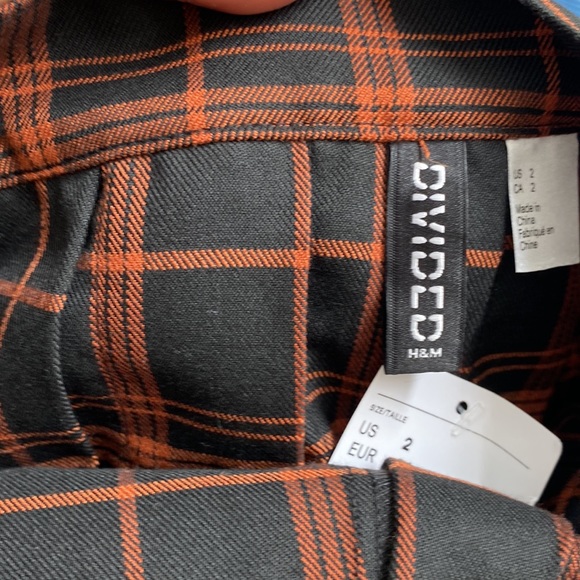 DIVIDED
H&M
US 2
CA 2
Made in
China
Fabriqué en
Chine
SIZE/TAILLE
US 2
EUR